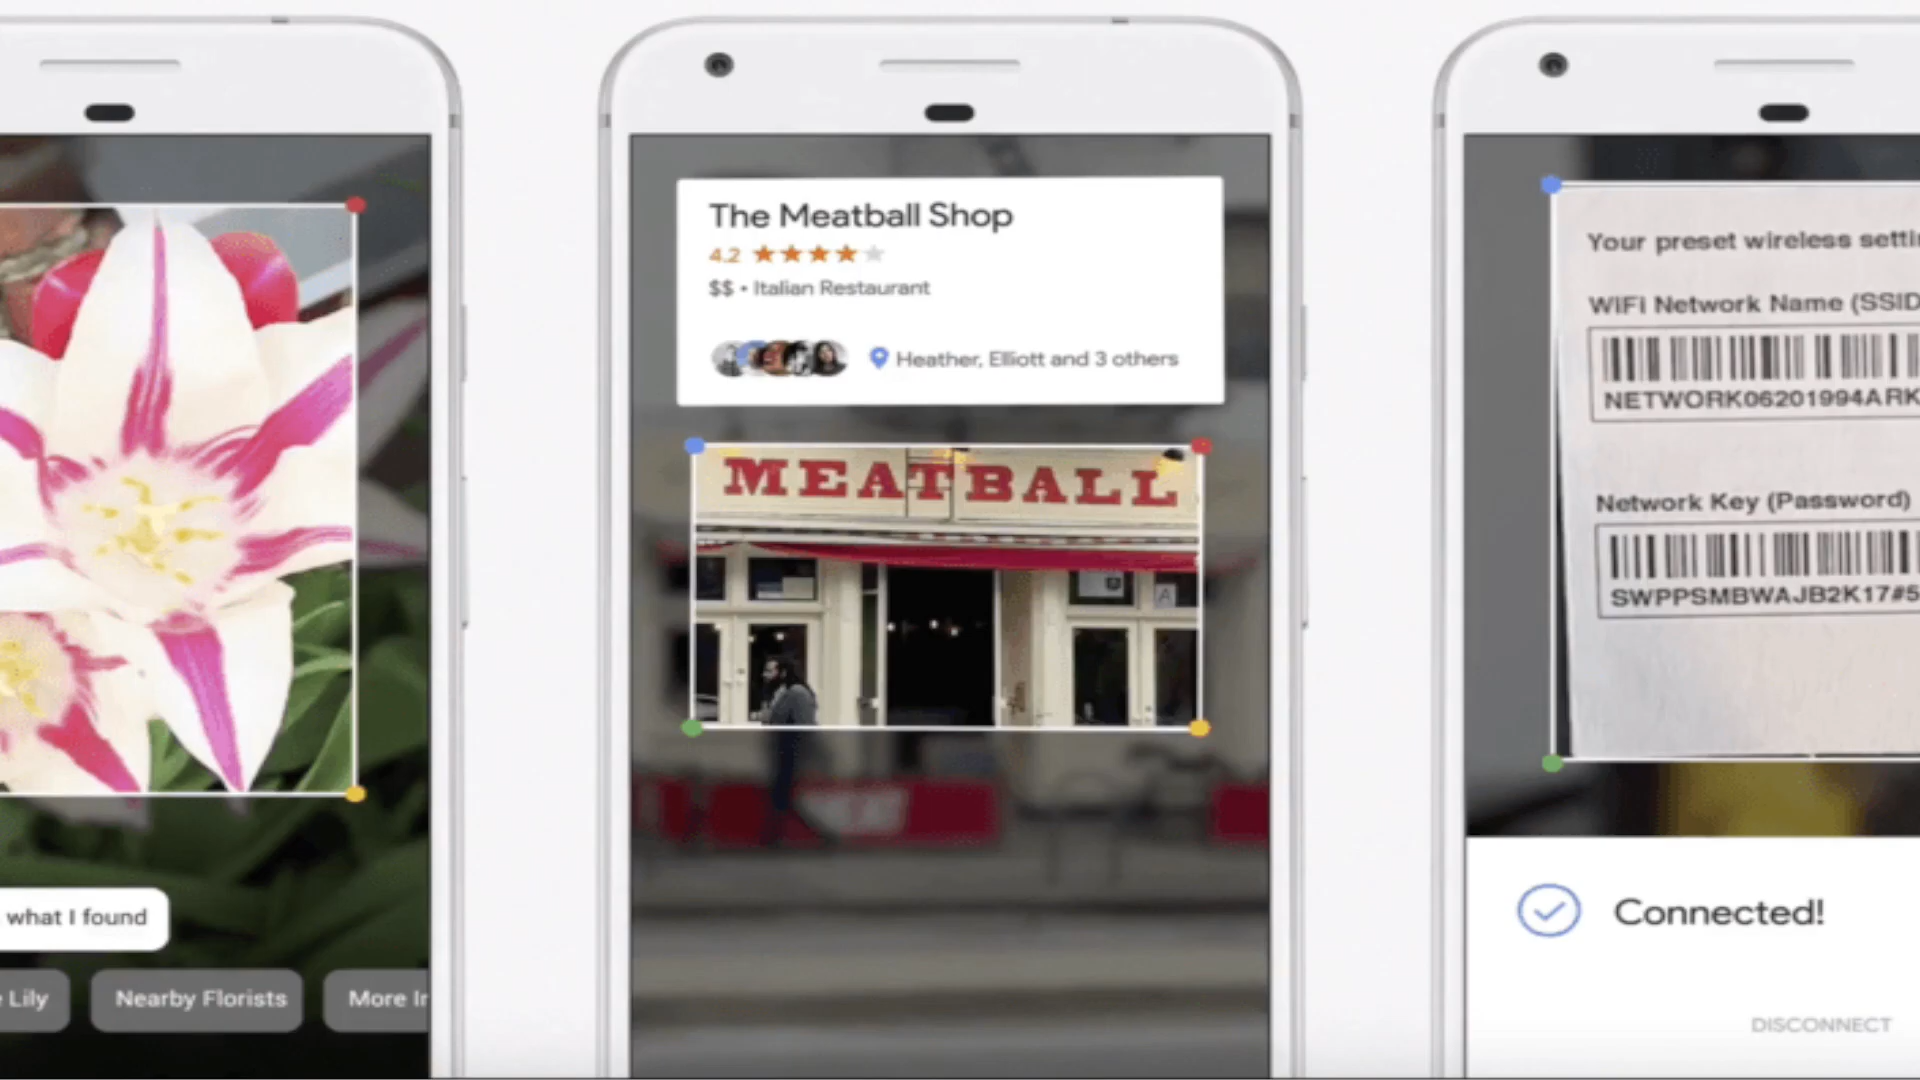 what I found
Lily
Nearby Florists
More
The Meatball Shop
4.2
$$ • Italian Restaurant
Heather, Elliott and 3 others
MEATBALL
A
Your preset wireless
WiFi Network Name (SSID
NETWORK06201994ARK
Network Key (Password)
SWPPSMBWAJB2K17#5
Connected!
DISCONNECT